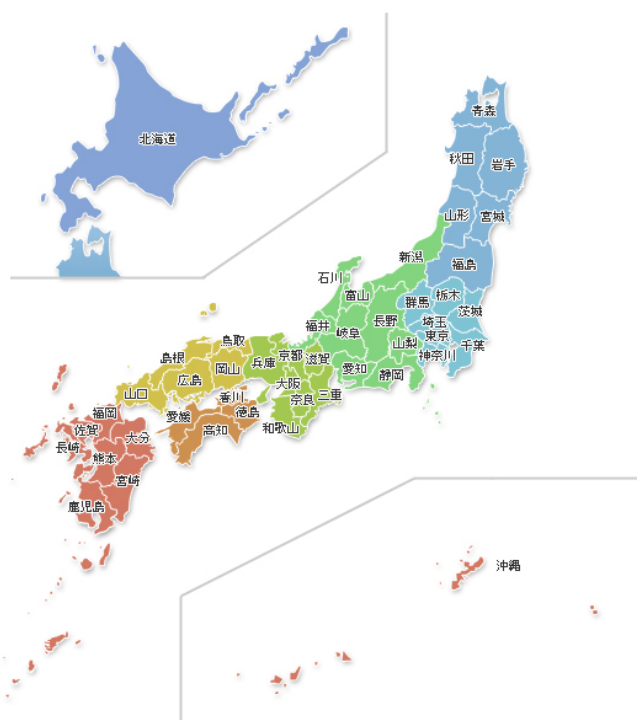 北海道
青森
秋田
岩手
山形
宮城
新潟
福島
石川
富山
群馬
栃木
茨城
長野
埼玉
福井
岐阜
東京
山梨
千葉
神奈川
愛知
静岡
鳥取
島根
兵庫
京都
滋賀
岡山
広島
大阪
山口
香川
奈良
三重
福岡
愛媛
徳島
佐賀
高知
和歌山
大分
長崎
熊本
宮崎
鹿児島
沖縄